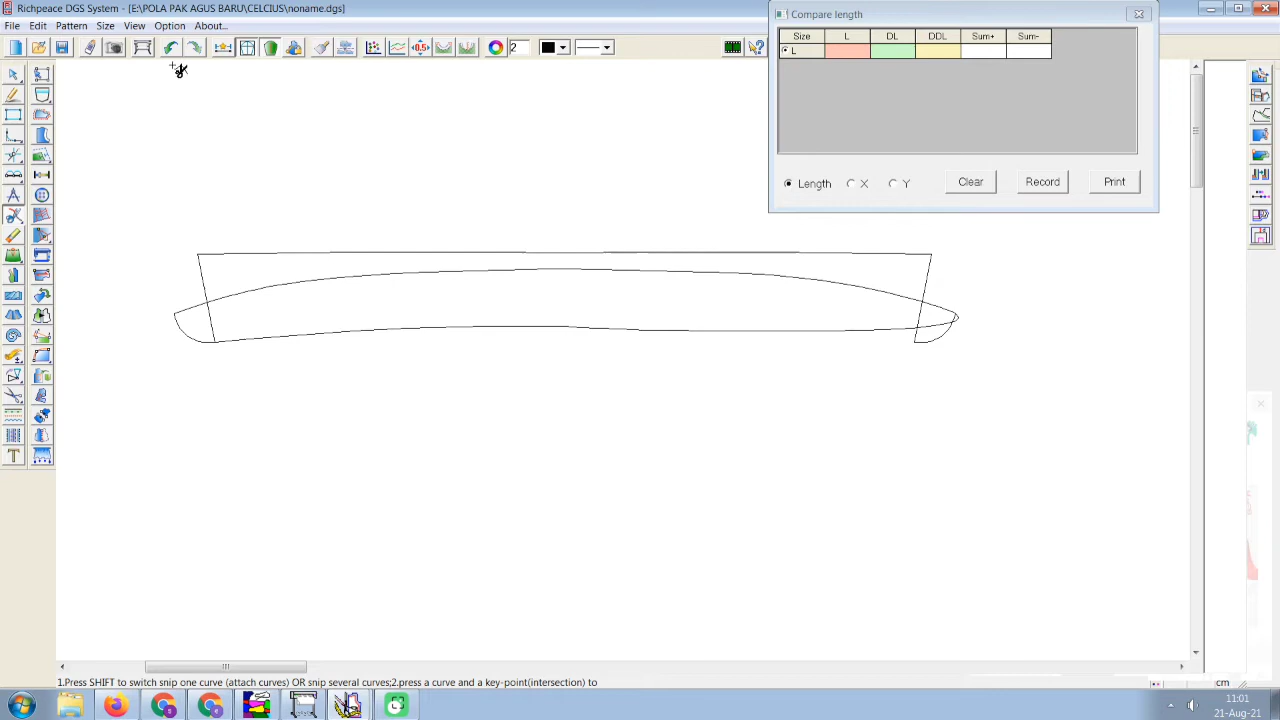 Richpeace DGS System - [E:\POLA PAK AGUS BARU\CELCIUS\noname.dgs]
File Edit Pattern Size View Option About...
2
Compare length
Size L DL DDL Sum+ Sum-
L
Length X Y Clear Record Print
1.Press SHIFT to switch snip one curve (attach curves) OR snip several curves;2.press a curve and a key-point(intersection) to
cm
11:01
21-Aug-21